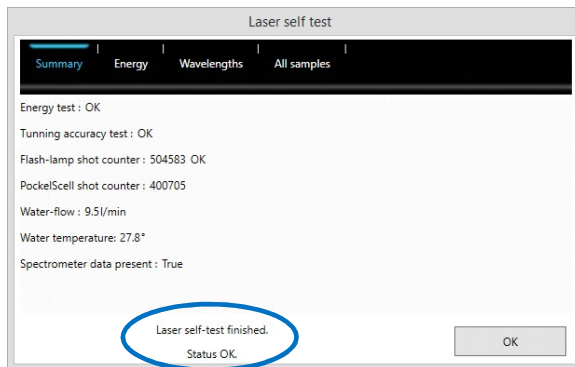 Laser self test
Summary Energy Wavelengths All samples
Energy test : OK
Tunning accuracy test : OK
Flash-lamp shot counter : 504583 OK
PockelScell shot counter : 400705
Water-flow : 9.5l/min
Water temperature: 27.8°
Spectrometer data present : True
Laser self-test finished.
Status OK.
OK